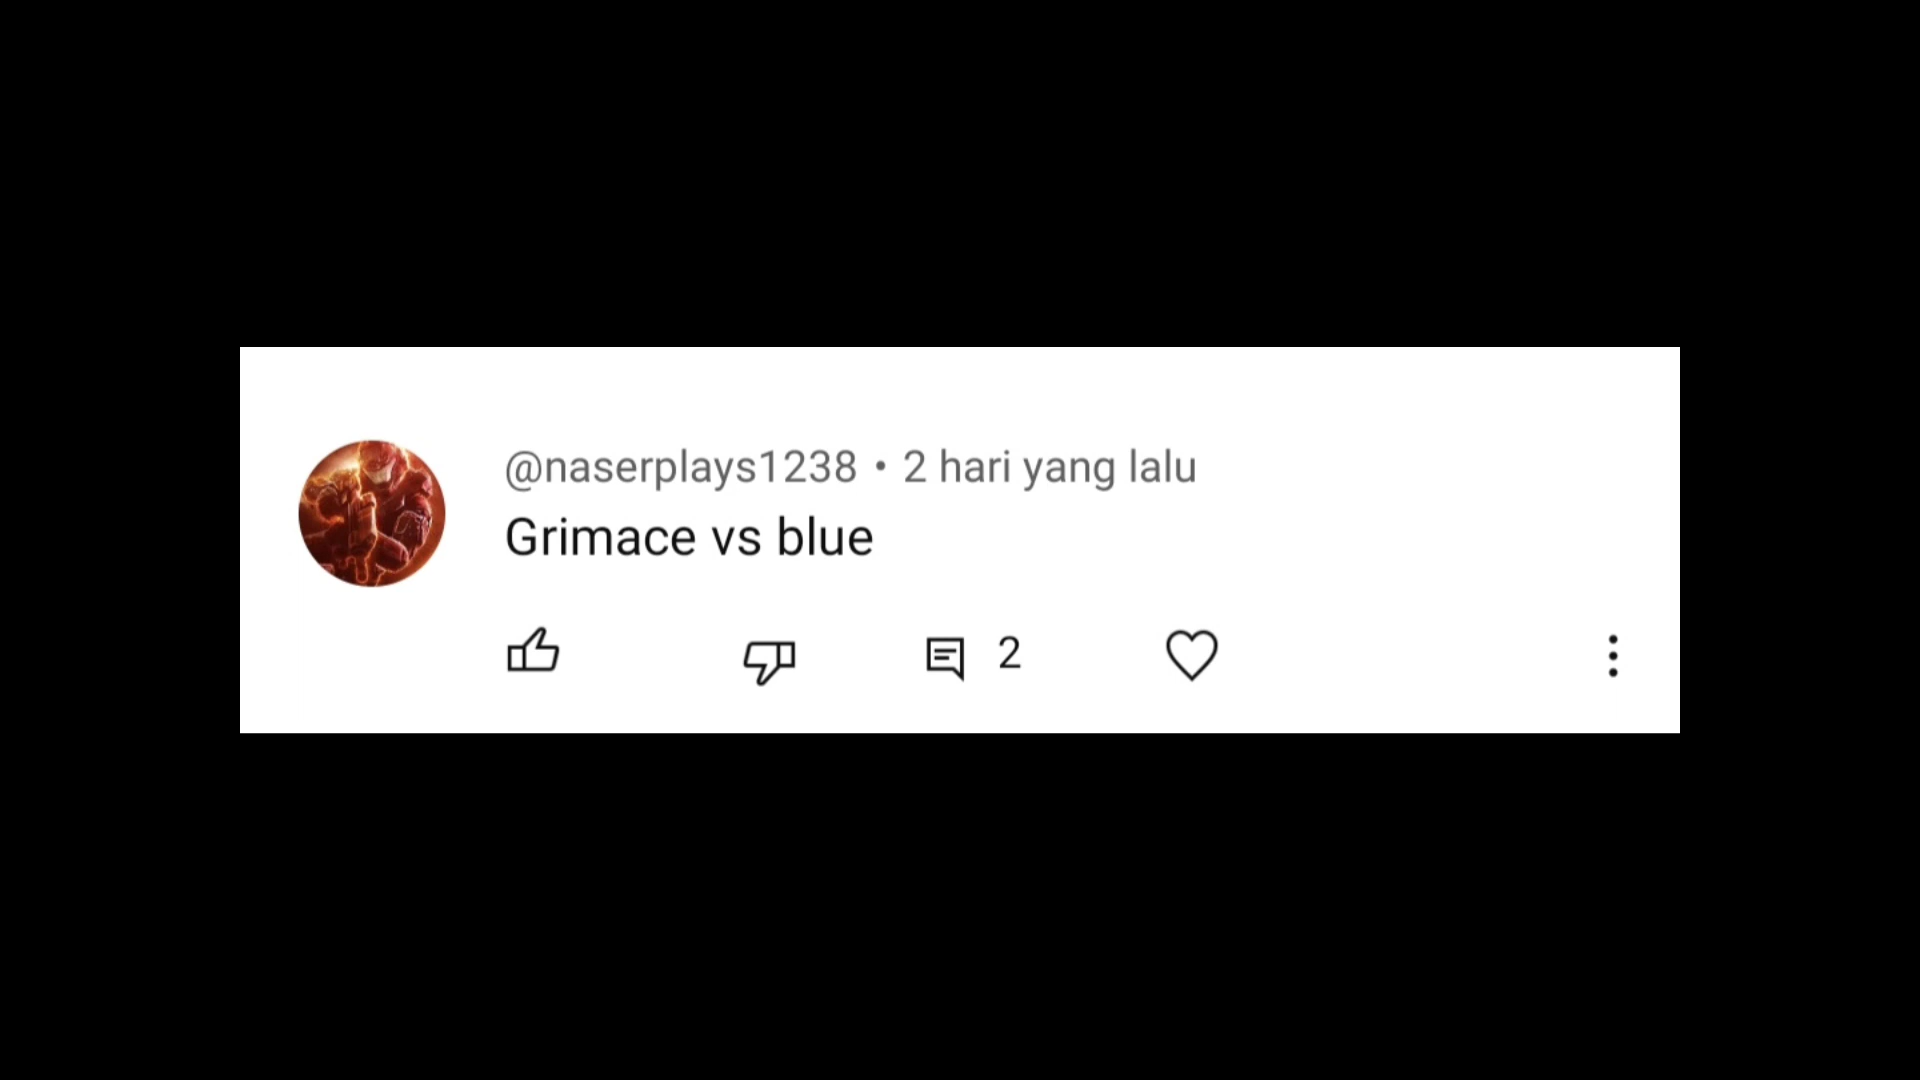 @naserplays1238 • 2 hari yang lalu
Grimace vs blue
2